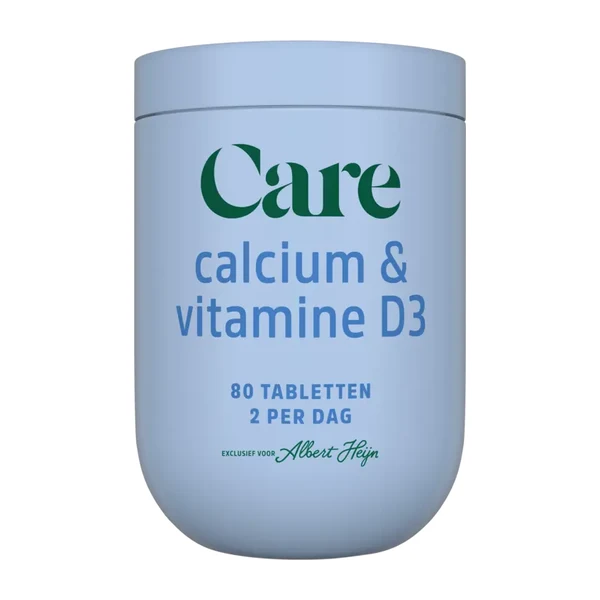 Care
calcium &
vitamine D3
80 TABLETTEN
2 PER DAG
EXCLUSIEF VOOR Albert Heijn